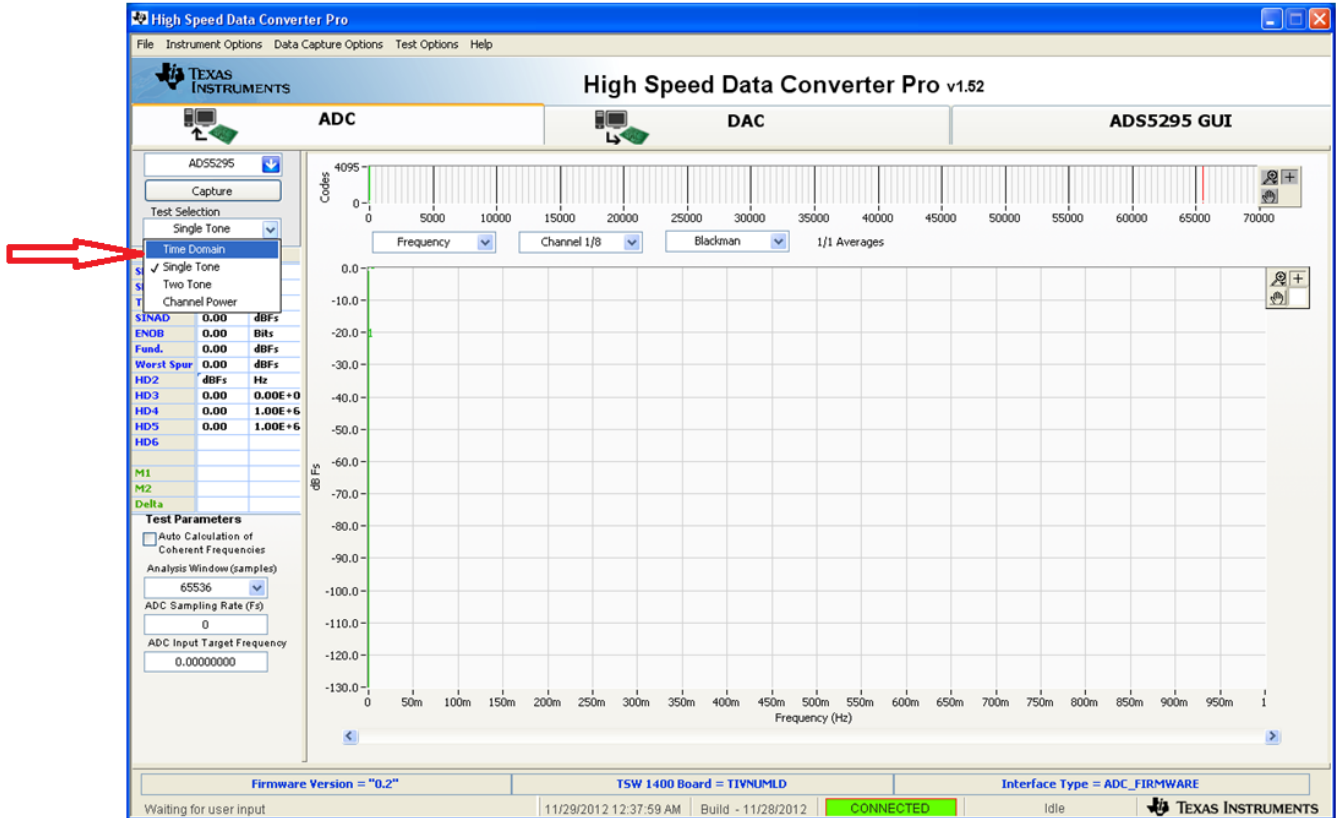 High Speed Data Converter Pro
File Instrument Options Data Capture Options Test Options Help
TEXAS INSTRUMENTS
High Speed Data Converter Pro v1.52
ADC DAC ADS5295 GUI
ADS5295
Capture
Test Selection
Single Tone
Time Domain
Single Tone
Two Tone
Channel Power
SINAD 0.00 dBFs
ENOB 0.00 Bits
Fund. 0.00 dBFs
Worst Spur 0.00 dBFs
HD2 dBFs Hz
HD3 0.00 0.00E+0
HD4 0.00 1.00E+6
HD5 0.00 1.00E+6
HD6
M1
M2
Delta
Test Parameters
Auto Calculation of
Coherent Frequencies
Analysis Window (samples)
65536
ADC Sampling Rate (Fs)
0
ADC Input Target Frequency
0.00000000
Codes
4095
0
0 5000 10000 15000 20000 25000 30000 35000 40000 45000 50000 55000 60000 65000 70000
Frequency Channel 1/8 Blackman 1/1 Averages
dB Fs
0.0
-10.0
-20.0
-30.0
-40.0
-50.0
-60.0
-70.0
-80.0
-90.0
-100.0
-110.0
-120.0
-130.0
1
0 50m 100m 150m 200m 250m 300m 350m 400m 450m 500m 550m 600m 650m 700m 750m 800m 850m 900m 950m 1
Frequency (Hz)
Firmware Version = "0.2" TSW 1400 Board = TIVNUMLD Interface Type = ADC_FIRMWARE
Waiting for user input 11/29/2012 12:37:59 AM Build - 11/28/2012 CONNECTED Idle TEXAS INSTRUMENTS